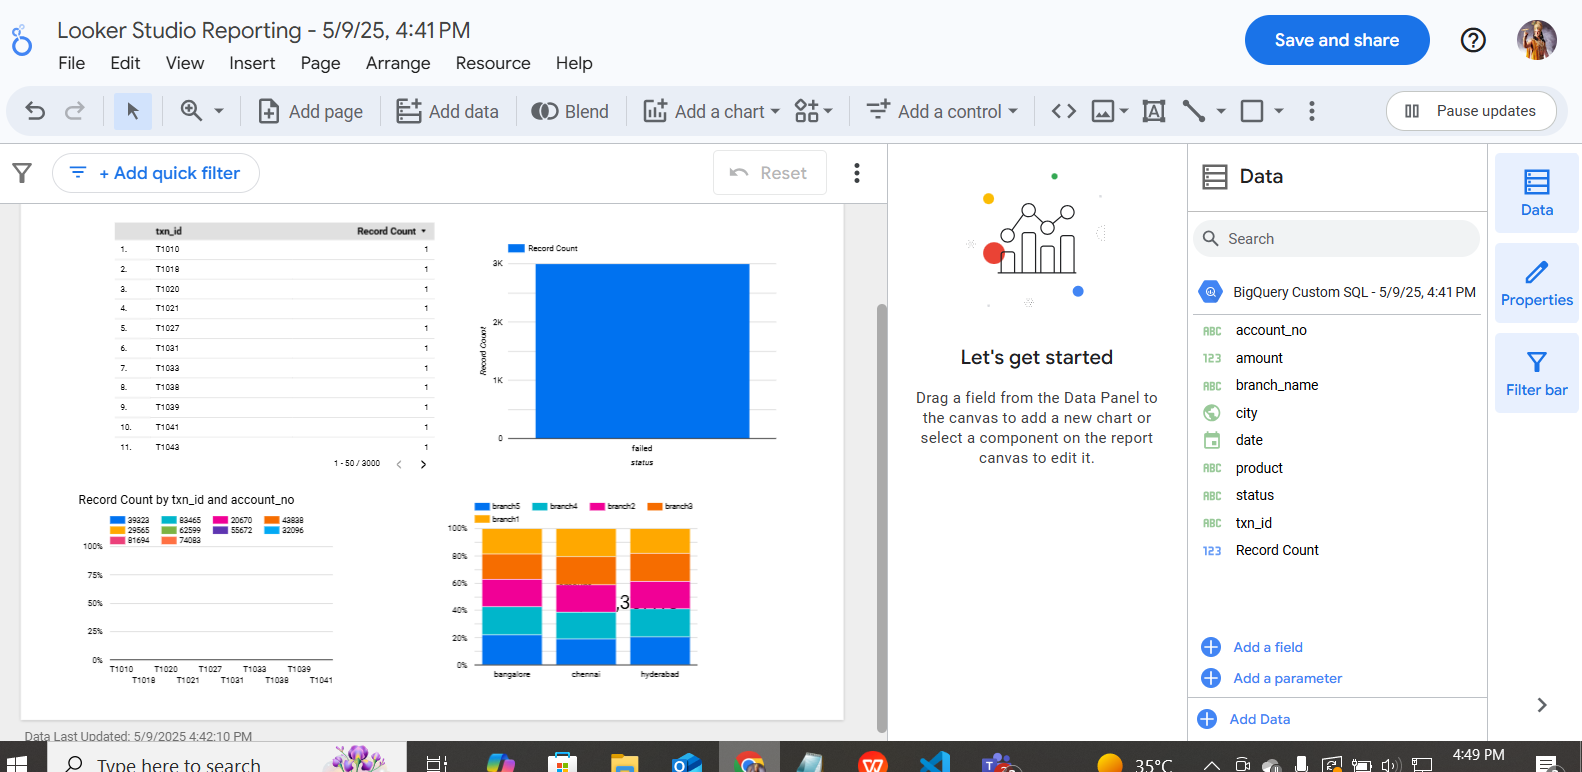 Looker Studio Reporting - 5/9/25, 4:41 PM
File Edit View Insert Page Arrange Resource Help
Save and share
Add page Add data Blend Add a chart Add a control Pause updates
+ Add quick filter Reset
txn_id Record Count
1. T1010 1
2. T1018 1
3. T1020 1
4. T1021 1
5. T1027 1
6. T1031 1
7. T1033 1
8. T1038 1
9. T1039 1
10. T1041 1
11. T1043 1
1 - 50 / 3000
Record Count
3K
2K
1K
0
Record Count
failed
status
Record Count by txn_id and account_no
39323 83465 20670 43838
29565 62599 55672 32096
81694 74083
100%
75%
50%
25%
0%
T1010 T1020 T1027 T1033 T1039
T1018 T1021 T1031 T1038 T1041
branch5 branch4 branch2 branch3
branch1
100%
80%
60%
40%
20%
0%
bangalore chennai hyderabad
Data Last Updated: 5/9/2025 4:42:10 PM
Let's get started
Drag a field from the Data Panel to
the canvas to add a new chart or
select a component on the report
canvas to edit it.
Data
Search
BigQuery Custom SQL - 5/9/25, 4:41 PM
ABC account_no
123 amount
ABC branch_name
city
date
ABC product
ABC status
ABC txn_id
123 Record Count
Add a field
Add a parameter
Add Data
Data
Properties
Filter bar
Type here to search
35°C
4:49 PM